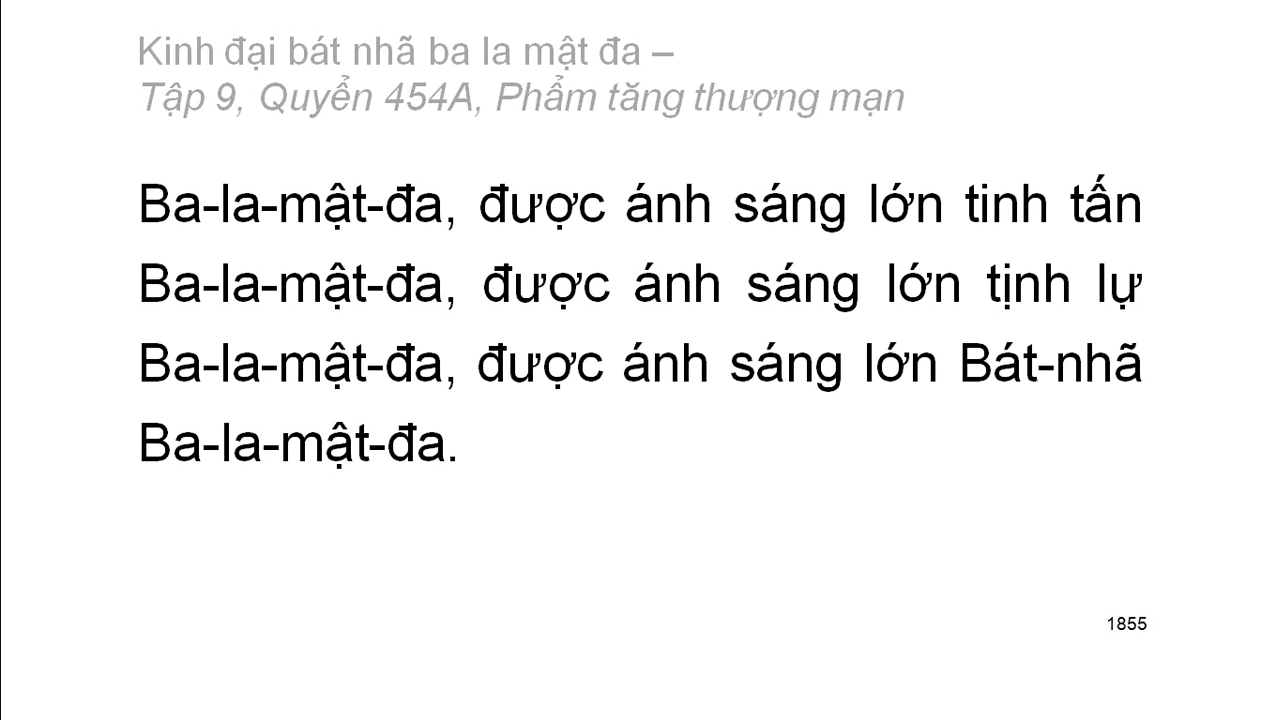 Kinh đại bát nhã ba la mật đa –
Tập 9, Quyển 454A, Phẩm tăng thượng mạn
Ba-la-mật-đa, được ánh sáng lớn tinh tấn
Ba-la-mật-đa, được ánh sáng lớn tịnh lự
Ba-la-mật-đa, được ánh sáng lớn Bát-nhã
Ba-la-mật-đa.
1855